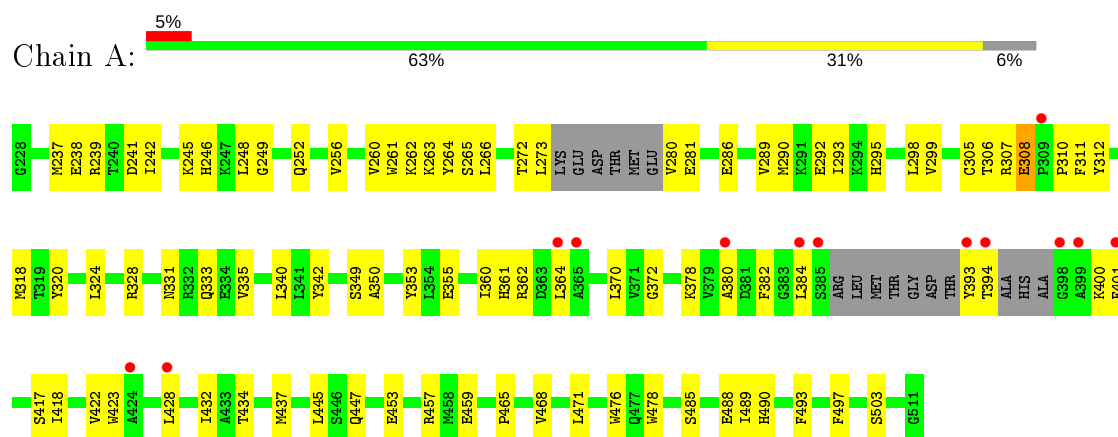 5%
Chain A:
63% 31% 6%
G228 M237 E238 R239 T240 D241 I242 K245 H246 K247 L248 G249 Q252 V256 V260 W261 K262 K263 Y264 S265 L266 T272 L273 LYS GLU ASP THR MET GLU V280 E281 E286 V289 M290 K291 E292 I293 K294 H295 L298 V299 C305 T306 R307 E308 P309 P310 F311 Y312
M318 T319 Y320 L324 R328 N331 R332 Q333 E334 V335 L340 L341 Y342 S349 A350 Y353 L354 E355 I360 H361 R362 D363 L364 A365 L370 V371 G372 K378 V379 A380 D381 F382 G383 L384 S385 ARG LEU MET THR GLY ASP THR Y393 T394 ALA HIS ALA G398 A399 K400
S417 I418 V422 W423 A424 L428 I432 A433 T434 M437 L445 S446 Q447 E453 R457 M458 E459 P465 V468 L471 W476 Q477 W478 S485 E488 I489 H490 F493 F497 S503 G511